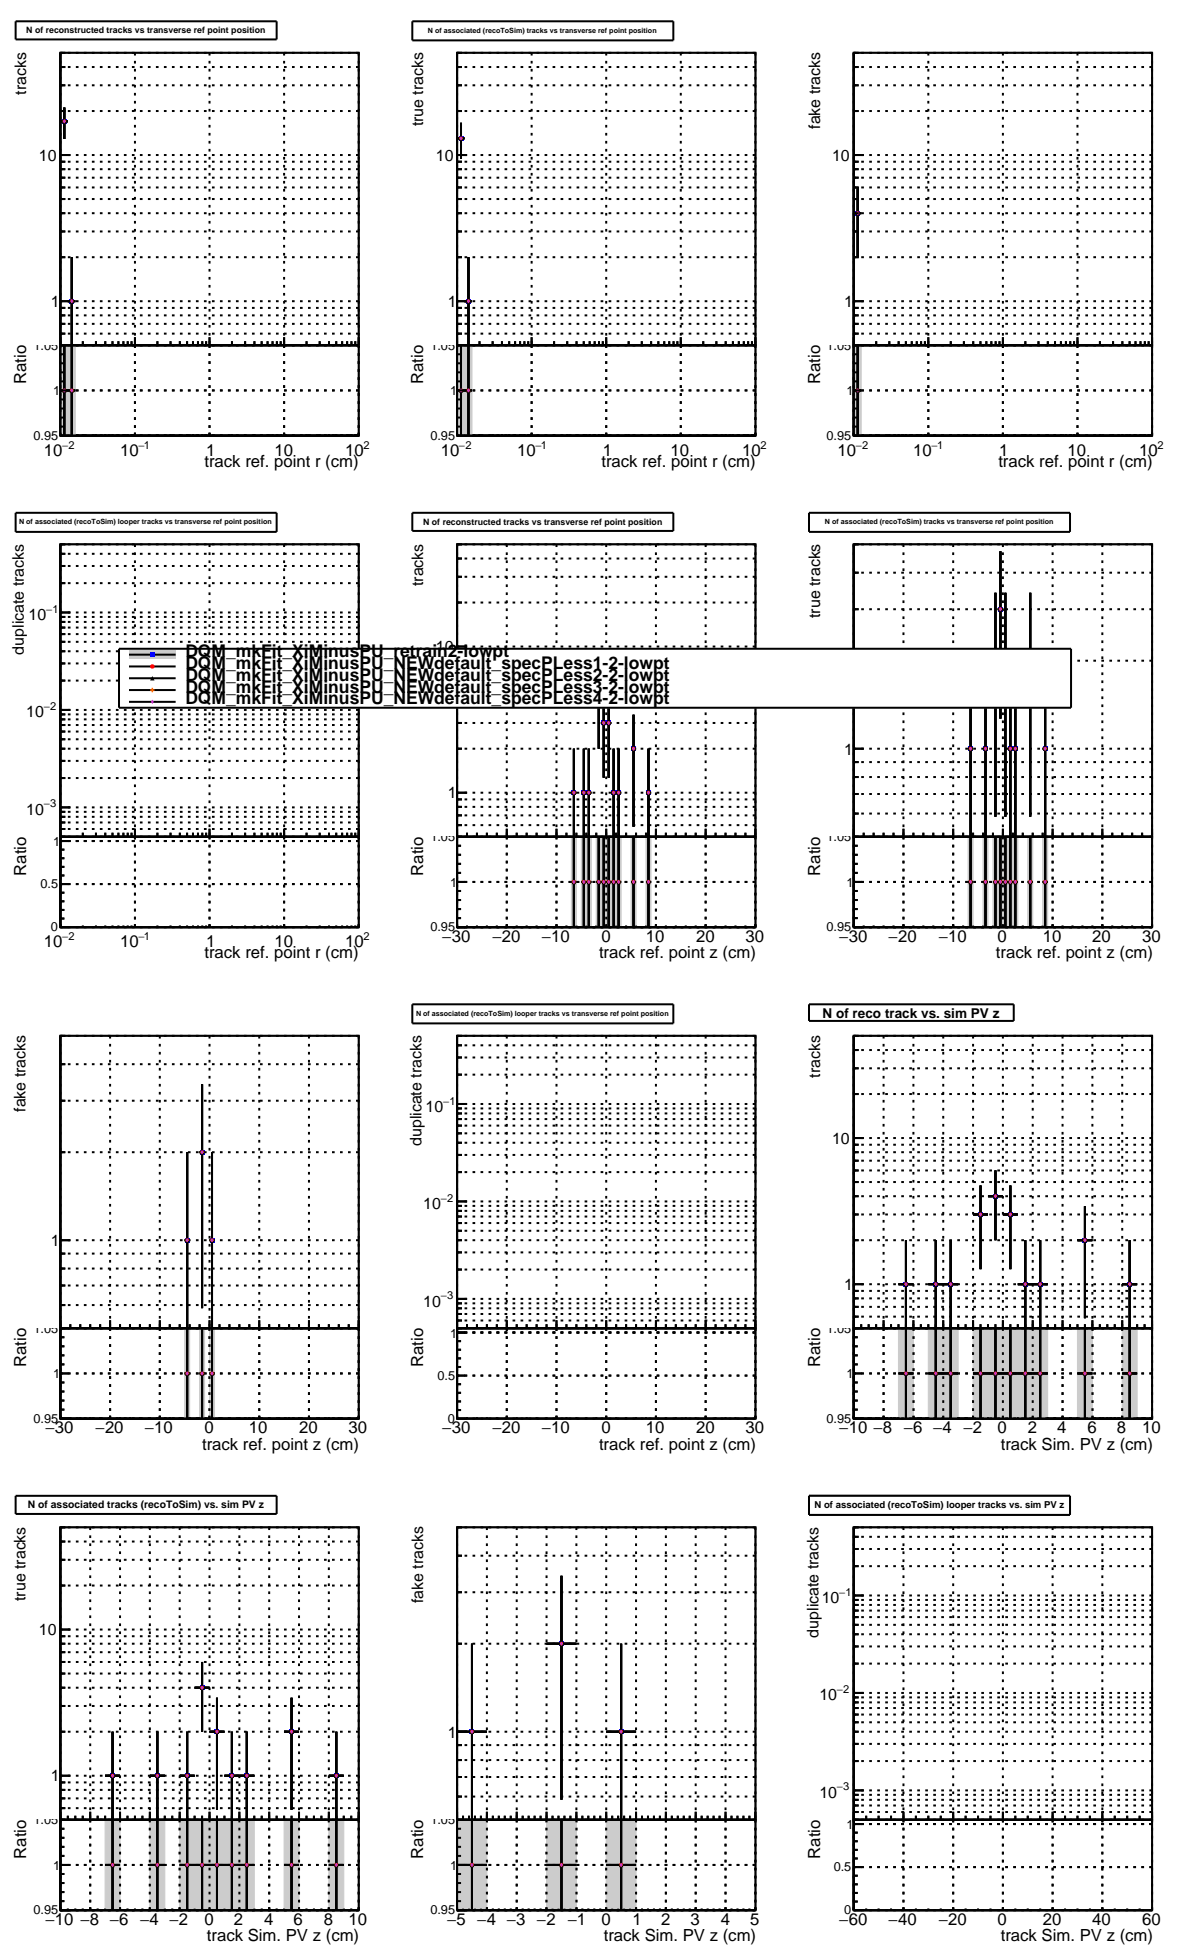 N of reconstructed tracks vs transverse ref point position
tracks
10
1
Ratio
1.05
1
0.95
10−2 10−1 1 10 102
track ref. point r (cm)
N of associated (recoToSim) tracks vs transverse ref point position
true tracks
10
1
Ratio
1.05
1
0.95
10−2 10−1 1 10 102
track ref. point r (cm)
fake tracks
10
1
Ratio
1.05
1
0.95
10−2 10−1 1 10 102
track ref. point r (cm)
N of associated (recoToSim) looper tracks vs transverse ref point position
duplicate tracks
10−1
10−2
10−3
Ratio
1
0.5
0
10−2 10−1 1 10 102
track ref. point r (cm)
N of reconstructed tracks vs transverse ref point position
tracks
10
1
Ratio
1.05
1
0.95
−30 −20 −10 0 10 20 30
track ref. point z (cm)
N of associated (recoToSim) tracks vs transverse ref point position
true tracks
1
Ratio
1.05
1
0.95
−30 −20 −10 0 10 20 30
track ref. point z (cm)
DQM_mkFit_XiMinusPU_retrain2-lowpt
DQM_mkFit_XiMinusPU_NEWdefault_specPLess1-2-lowpt
DQM_mkFit_XiMinusPU_NEWdefault_specPLess2-2-lowpt
DQM_mkFit_XiMinusPU_NEWdefault_specPLess3-2-lowpt
DQM_mkFit_XiMinusPU_NEWdefault_specPLess4-2-lowpt
fake tracks
1
Ratio
1.05
1
0.95
−30 −20 −10 0 10 20 30
track ref. point z (cm)
N of associated (recoToSim) looper tracks vs transverse ref point position
duplicate tracks
10−1
10−2
10−3
Ratio
1
0.5
0
−30 −20 −10 0 10 20 30
track ref. point z (cm)
N of reco track vs. sim PV z
tracks
10
1
Ratio
1.05
1
0.95
−10 −8 −6 −4 −2 0 2 4 6 8 10
track Sim. PV z (cm)
N of associated tracks (recoToSim) vs. sim PV z
true tracks
10
1
Ratio
1.05
1
0.95
−10 −8 −6 −4 −2 0 2 4 6 8 10
track Sim. PV z (cm)
fake tracks
1
Ratio
1.05
1
0.95
−5 −4 −3 −2 −1 0 1 2 3 4 5
track Sim. PV z (cm)
N of associated (recoToSim) looper tracks vs. sim PV z
duplicate tracks
10−1
10−2
10−3
Ratio
1
0.5
0
−60 −40 −20 0 20 40 60
track Sim. PV z (cm)